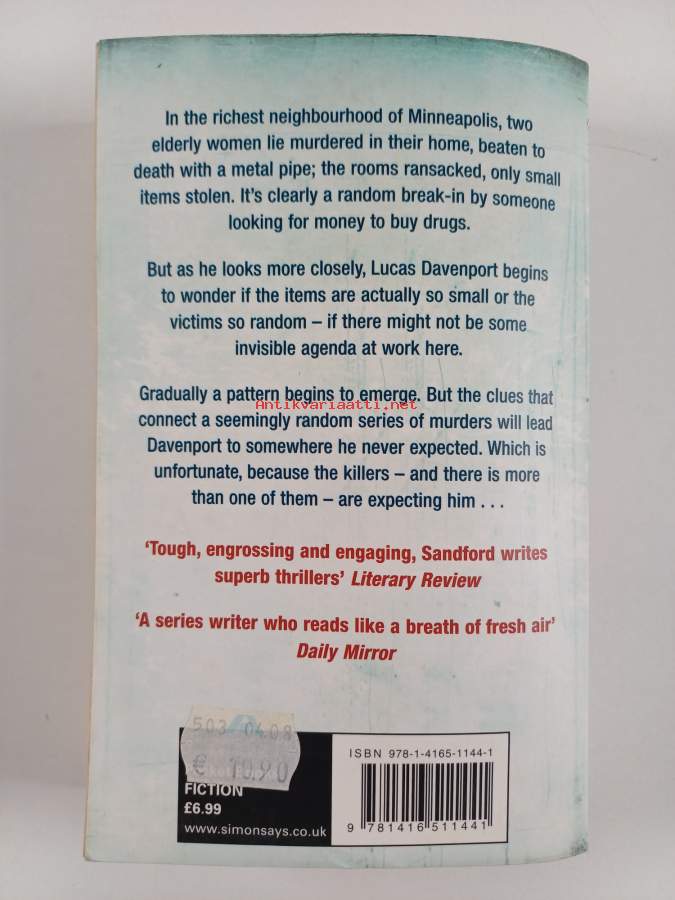 In the richest neighbourhood of Minneapolis, two
elderly women lie murdered in their home, beaten to
death with a metal pipe; the rooms ransacked, only small
items stolen. It's clearly a random break-in by someone
looking for money to buy drugs.
But as he looks more closely, Lucas Davenport begins
to wonder if the items are actually so small or the
victims so random – if there might not be some
invisible agenda at work here.
Gradually a pattern begins to emerge. But the clues that
Antikvariaatti.net
connect a seemingly random series of murders will lead
Davenport to somewhere he never expected. Which is
unfortunate, because the killers – and there is more
than one of them – are expecting him . . .
'Tough, engrossing and engaging, Sandford writes
superb thrillers' Literary Review
'A series writer who reads like a breath of fresh air'
Daily Mirror
503 04.08
€ 10.90
FICTION
£6.99
www.simonsays.co.uk
ISBN 978-1-4165-1144-1
9 781416 511441